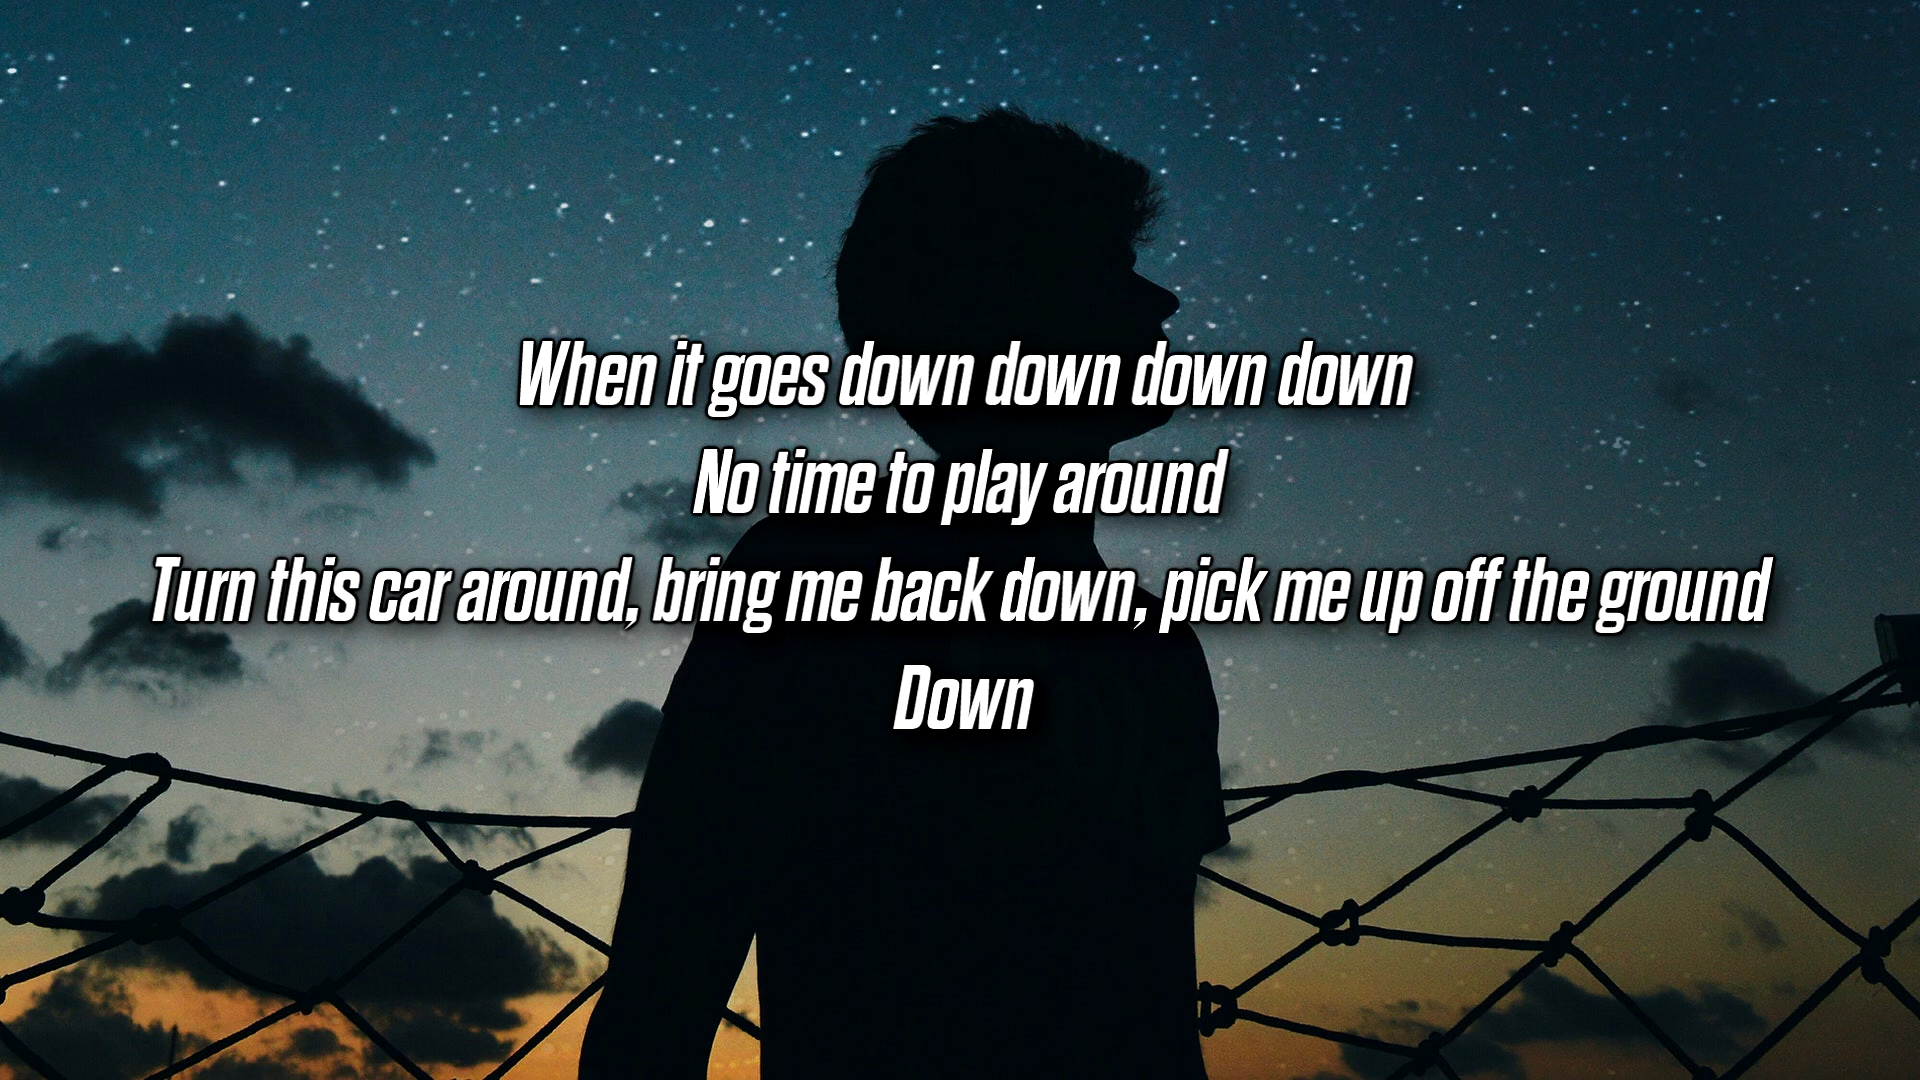 When it goes down down down down
No time to play around
Turn this car around, bring me back down, pick me up off the ground
Down